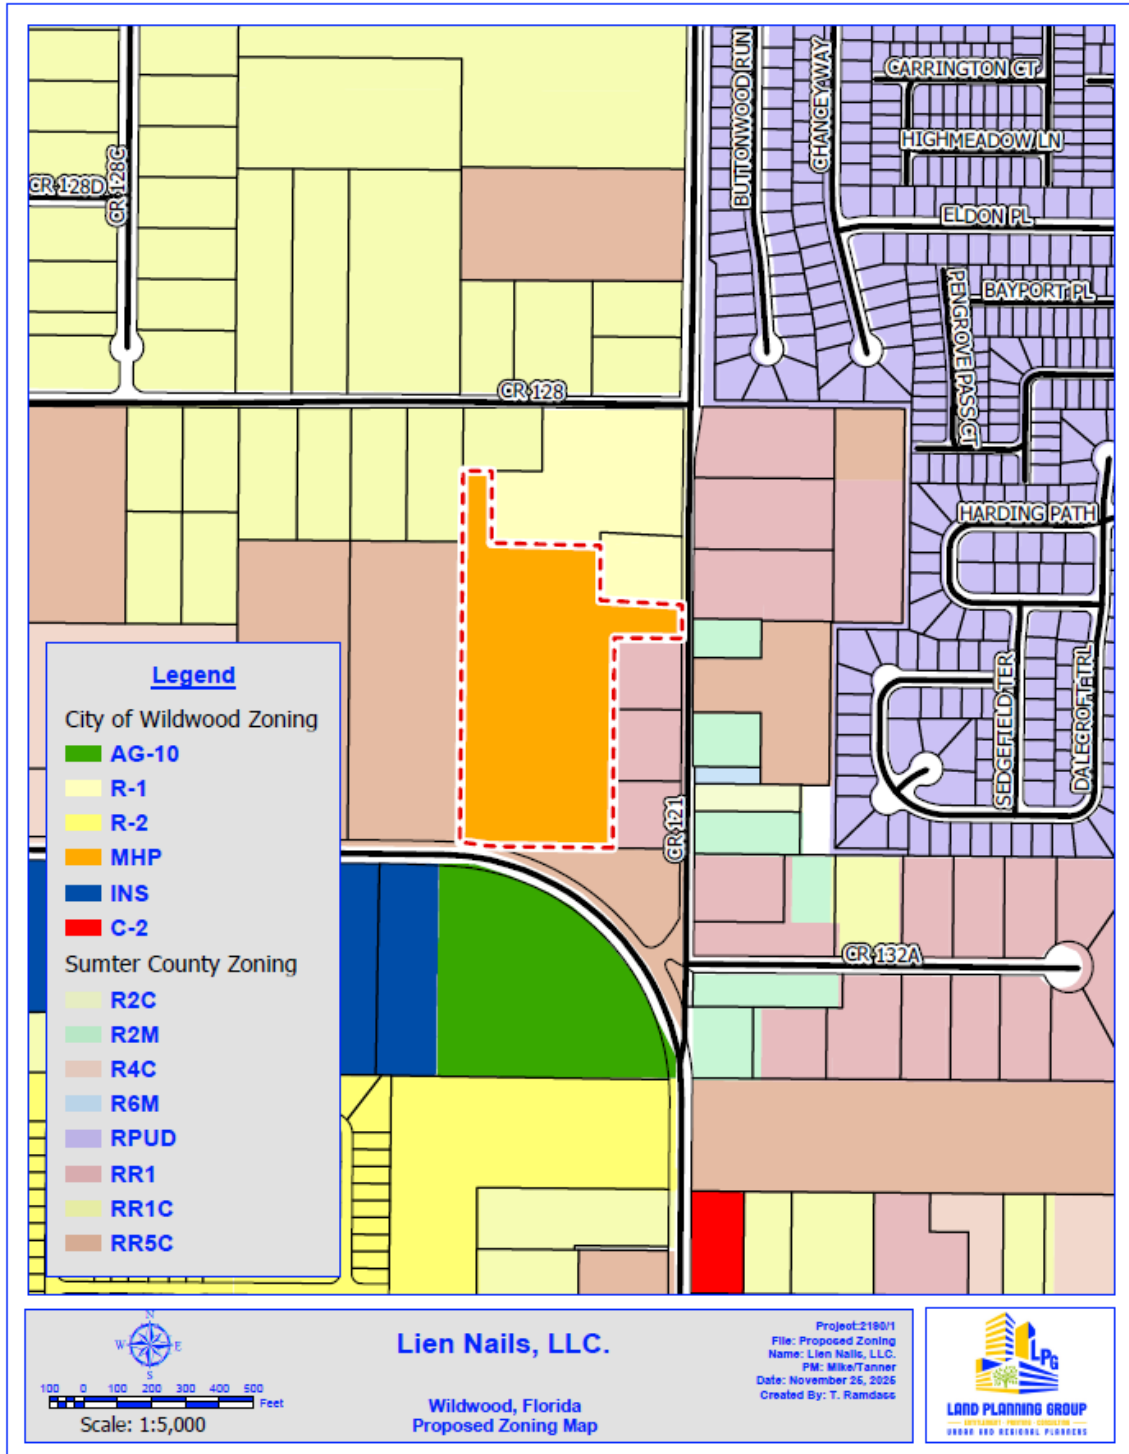 BUTTONWOOD RUN
CHANCEY WAY
CARRINGTON CT
HIGHMEADOW LN
CR 128D
CR 128C
ELDON PL
PENGROVE PASS CT
BAYPORT PL
CR 128
HARDING PATH
SEDGEFIELD TER
DALECROFT TRL
CR 121
CR 132A
Legend
City of Wildwood Zoning
AG-10
R-1
R-2
MHP
INS
C-2
Sumter County Zoning
R2C
R2M
R4C
R6M
RPUD
RR1
RR1C
RR5C
N
W E
S
100 0 100 200 300 400 500
Feet
Scale: 1:5,000
Lien Nails, LLC.
Wildwood, Florida
Proposed Zoning Map
Project:2190/1
File: Proposed Zoning
Name: Lien Nails, LLC.
PM: Mike/Tanner
Date: November 25, 2025
Created By: T. Ramdass
LPG
LAND PLANNING GROUP
URBAN AND REGIONAL PLANNERS